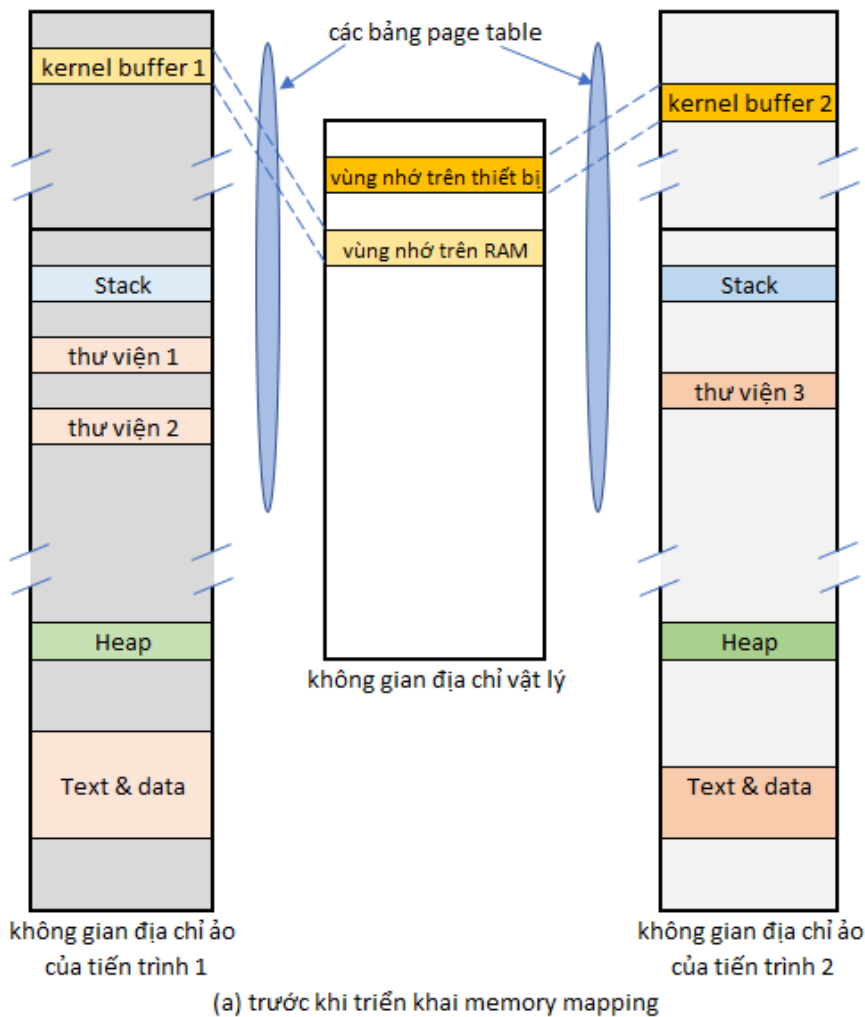 các bảng page table
kernel buffer 1
kernel buffer 2
vùng nhớ trên thiết bị
vùng nhớ trên RAM
Stack
Stack
thư viện 1
thư viện 3
thư viện 2
Heap
Heap
không gian địa chỉ vật lý
Text & data
Text & data
không gian địa chỉ ảo
của tiến trình 1
không gian địa chỉ ảo
của tiến trình 2
(a) trước khi triển khai memory mapping